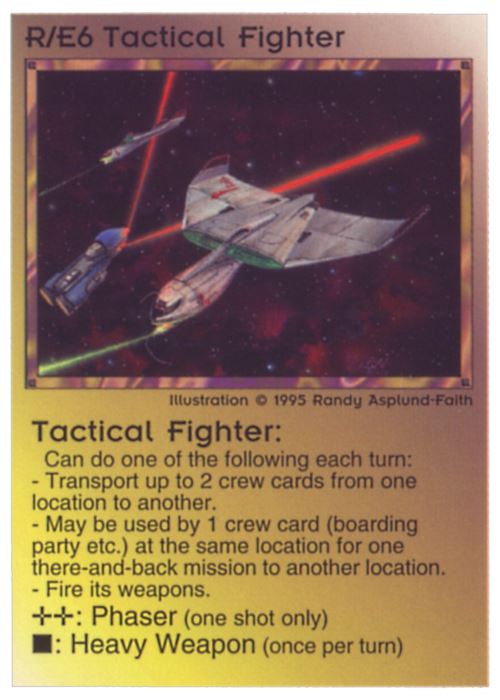 R/E6 Tactical Fighter
Illustration © 1995 Randy Asplund-Faith
Tactical Fighter:
Can do one of the following each turn:
- Transport up to 2 crew cards from one
location to another.
- May be used by 1 crew card (boarding
party etc.) at the same location for one
there-and-back mission to another location.
- Fire its weapons.
✚✚: Phaser (one shot only)
■: Heavy Weapon (once per turn)